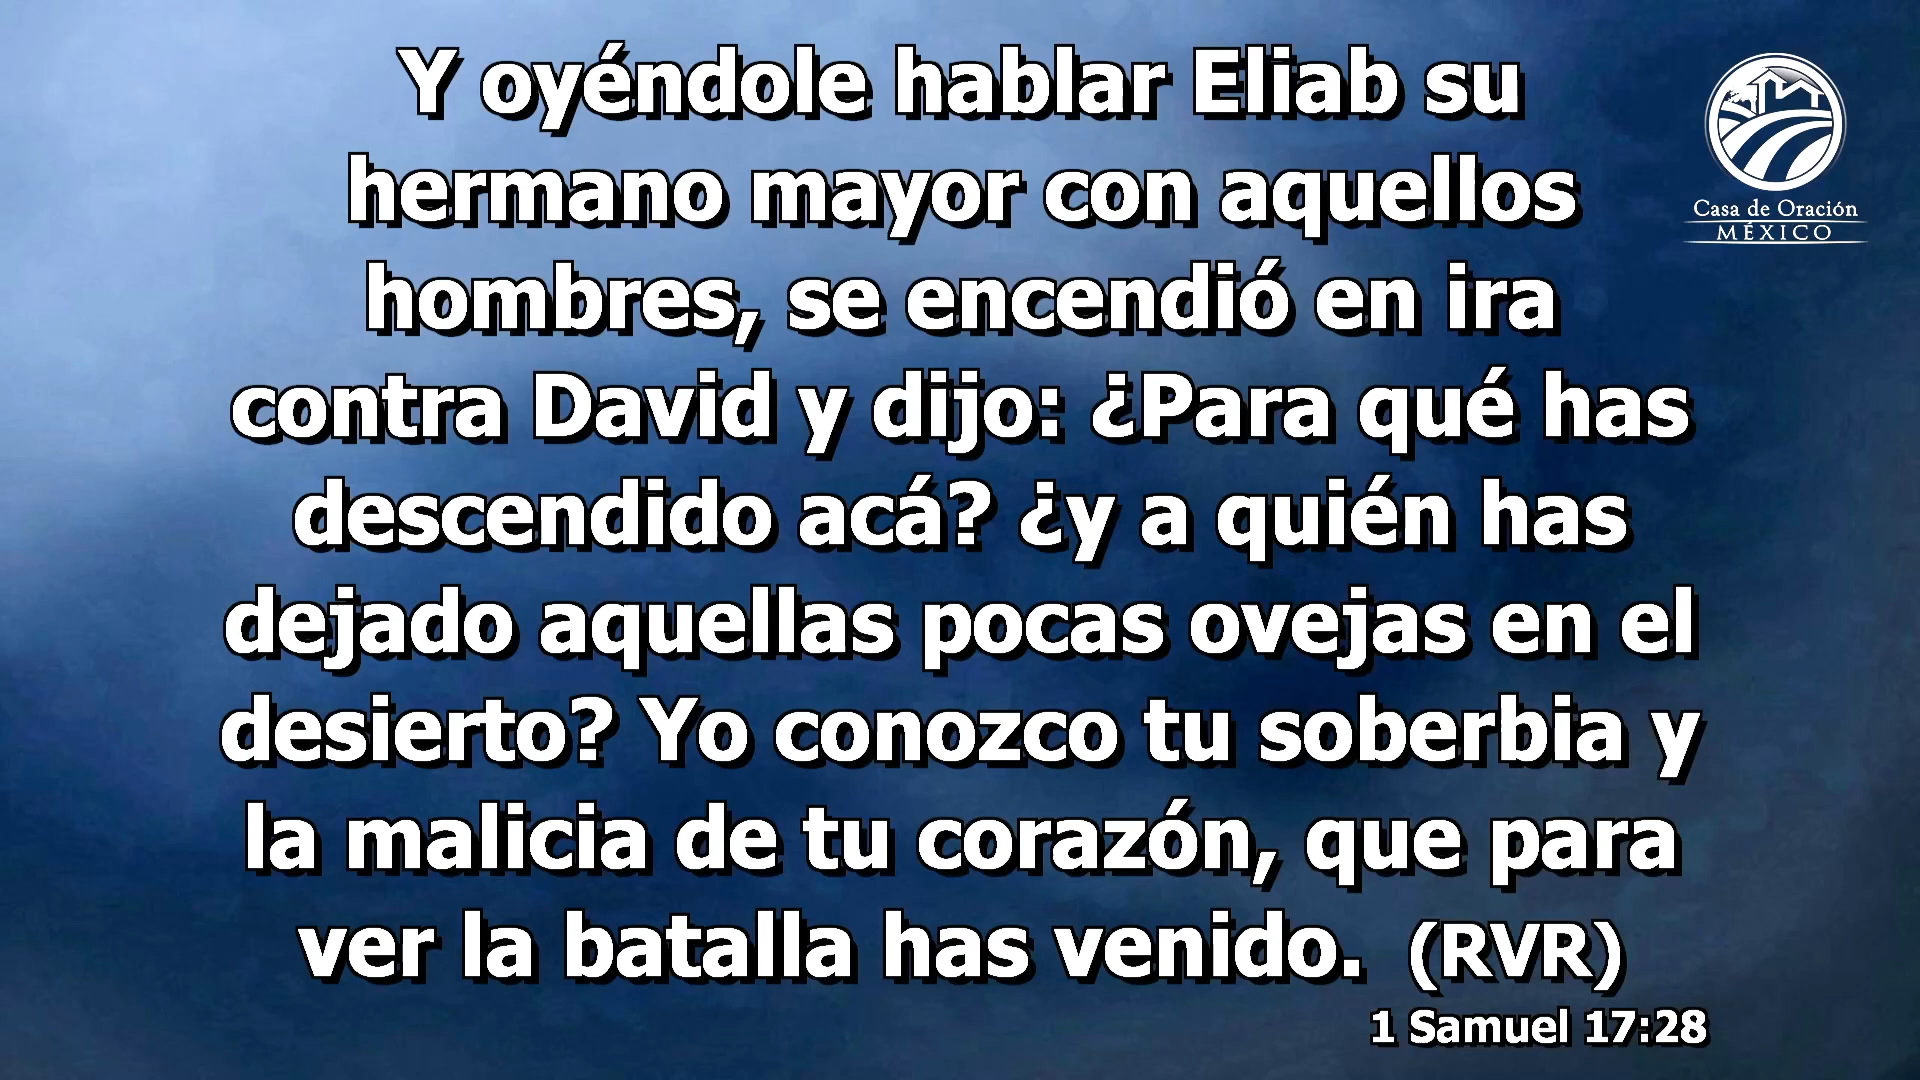 Y oyéndole hablar Eliab su
hermano mayor con aquellos
hombres, se encendió en ira
contra David y dijo: ¿Para qué has
descendido acá? ¿y a quién has
dejado aquellas pocas ovejas en el
desierto? Yo conozco tu soberbia y
la malicia de tu corazón, que para
ver la batalla has venido. (RVR)
1 Samuel 17:28
Casa de Oración
MÉXICO